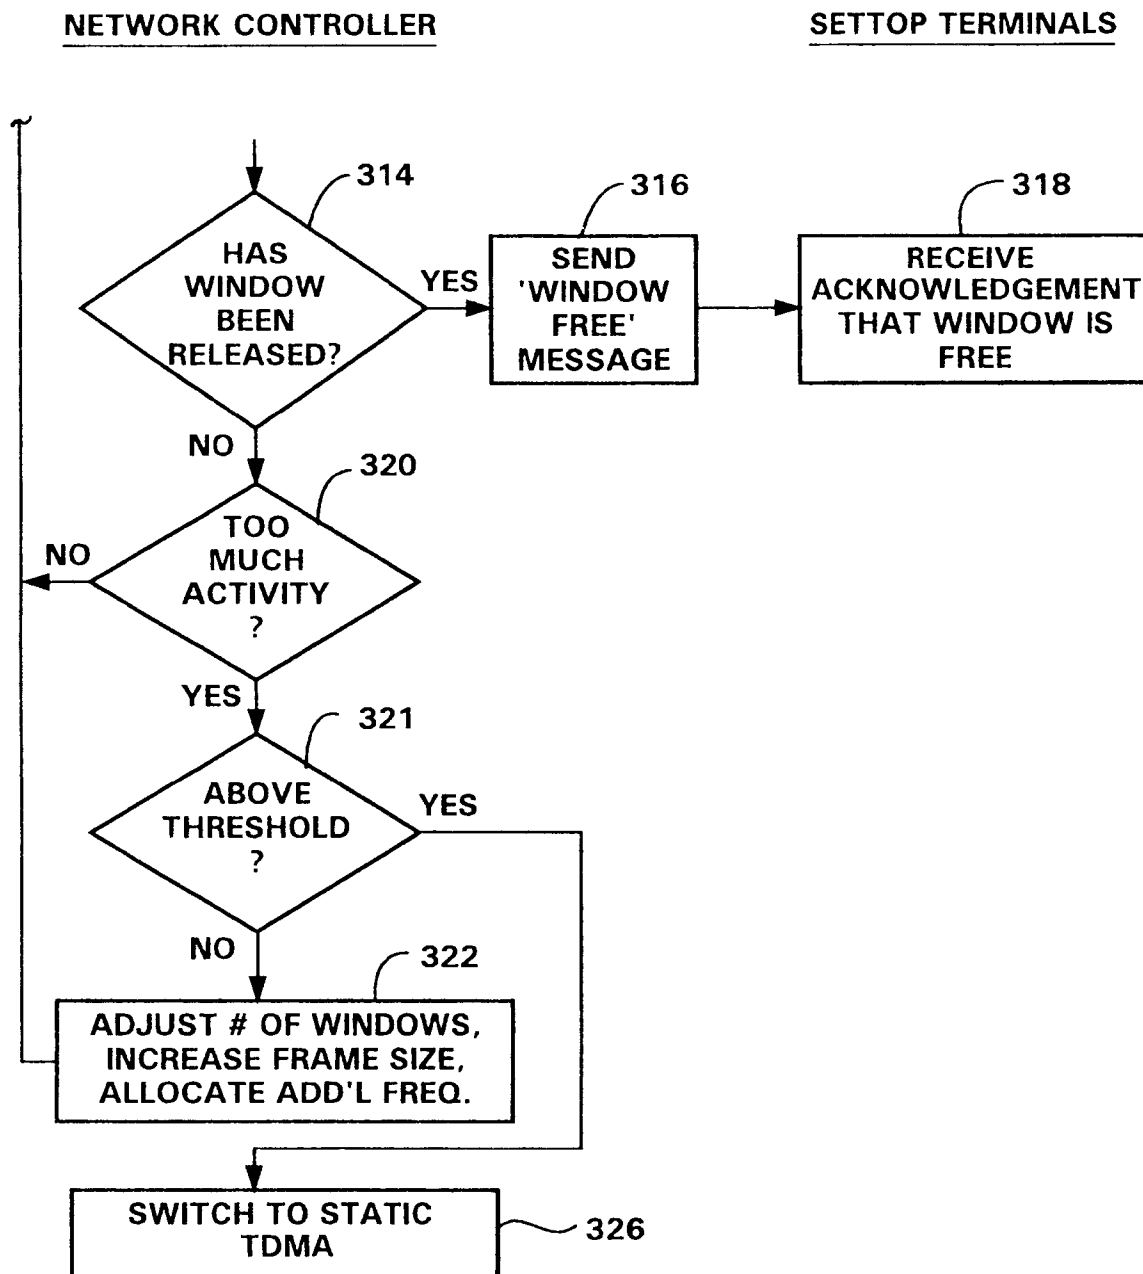 NETWORK CONTROLLER
SETTOP TERMINALS
314
HAS
WINDOW
BEEN
RELEASED?
YES
316
SEND
'WINDOW
FREE'
MESSAGE
318
RECEIVE
ACKNOWLEDGEMENT
THAT WINDOW IS
FREE
NO
320
TOO
MUCH
ACTIVITY
?
NO
YES
321
ABOVE
THRESHOLD
?
YES
NO
322
ADJUST # OF WINDOWS,
INCREASE FRAME SIZE,
ALLOCATE ADD'L FREQ.
SWITCH TO STATIC
TDMA
326